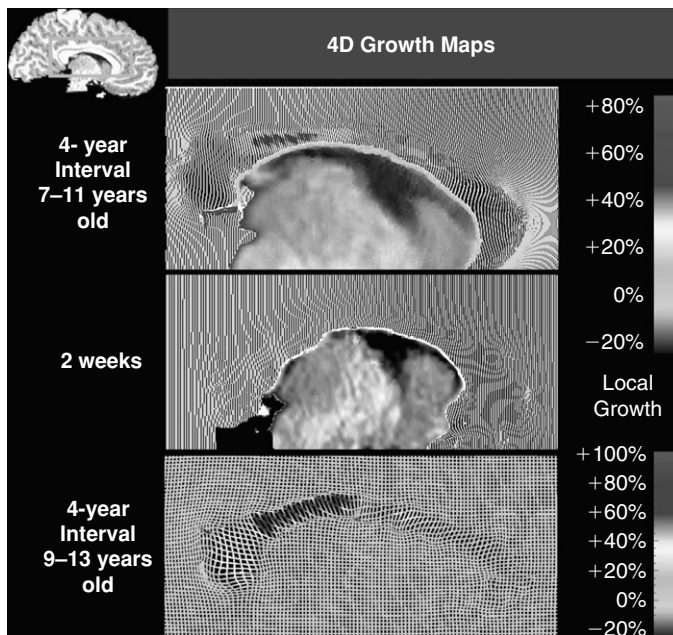 4D Growth Maps
4- year
Interval
7–11 years
old
+80%
+60%
+40%
+20%
0%
−20%
2 weeks
Local
Growth
4-year
Interval
9–13 years
old
+100%
+80%
+60%
+40%
+20%
0%
−20%